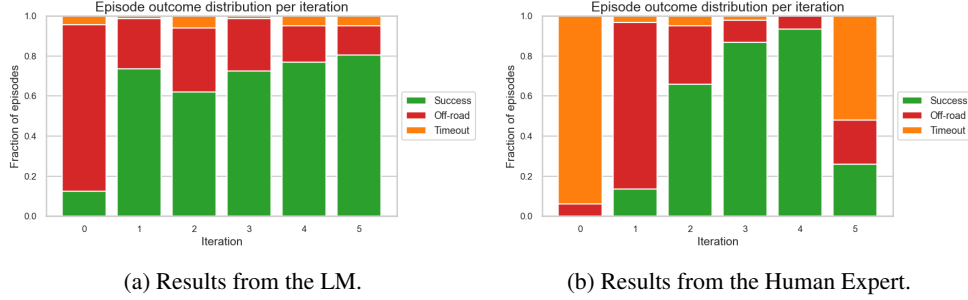 Episode outcome distribution per iteration
1.0
0.8
0.6
0.4
0.2
0.0
Fraction of episodes
0 1 2 3 4 5
Iteration
Success
Off-road
Timeout
(a) Results from the LM.
Episode outcome distribution per iteration
1.0
0.8
0.6
0.4
0.2
0.0
Fraction of episodes
0 1 2 3 4 5
Iteration
Success
Off-road
Timeout
(b) Results from the Human Expert.